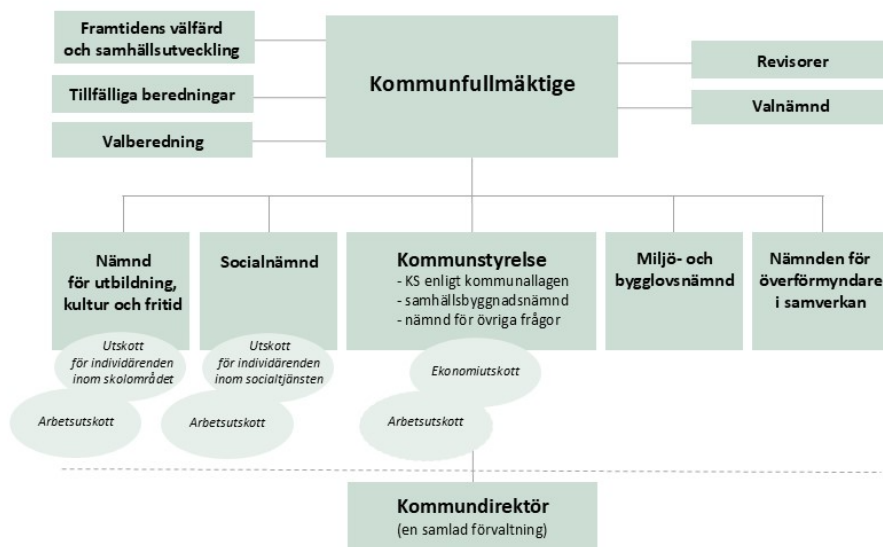 Framtidens välfärd
och samhällsutveckling
Tillfälliga beredningar
Valberedning
Kommunfullmäktige
Revisorer
Valnämnd
Nämnd
för utbildning,
kultur och fritid
Socialnämnd
Kommunstyrelse
- KS enligt kommunallagen
- samhällsbyggnadsnämnd
- nämnd för övriga frågor
Miljö- och
bygglovsnämnd
Nämnden för
överförmyndare
i samverkan
Utskott
för individärenden
inom skolområdet
Arbetsutskott
Utskott
för individärenden
inom socialtjänsten
Arbetsutskott
Ekonomiutskott
Arbetsutskott
Kommundirektör
(en samlad förvaltning)